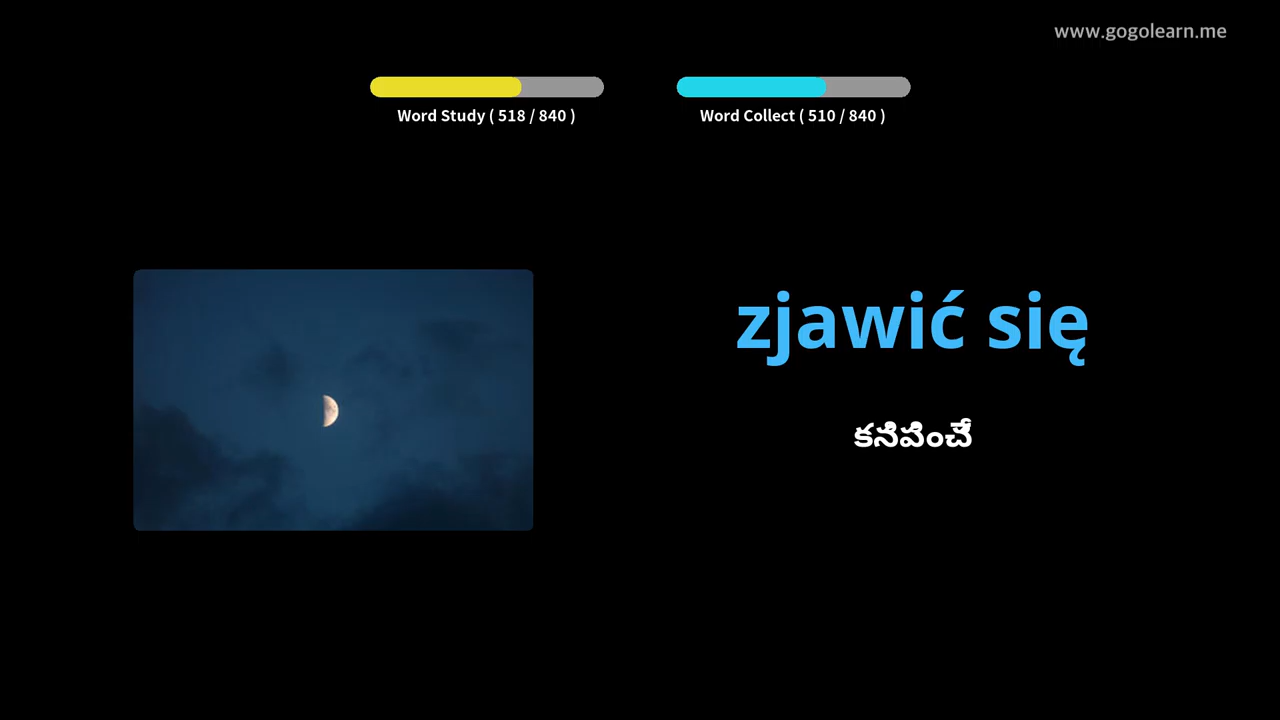 www.gogolearn.me
Word Study ( 518 / 840 )
Word Collect ( 510 / 840 )
zjawić się
కనిపించే